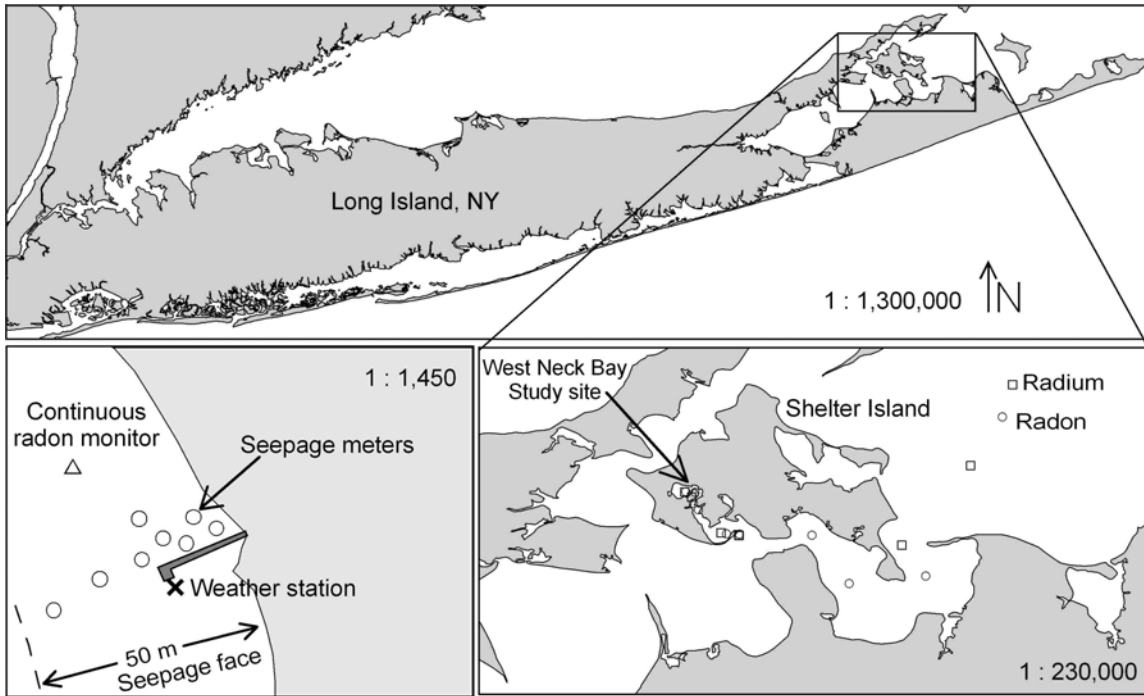 Long Island, NY
1 : 1,300,000
N
1 : 1,450
Continuous
radon monitor
Seepage meters
Weather station
50 m
Seepage face
West Neck Bay
Study site
Shelter Island
Radium
Radon
1 : 230,000